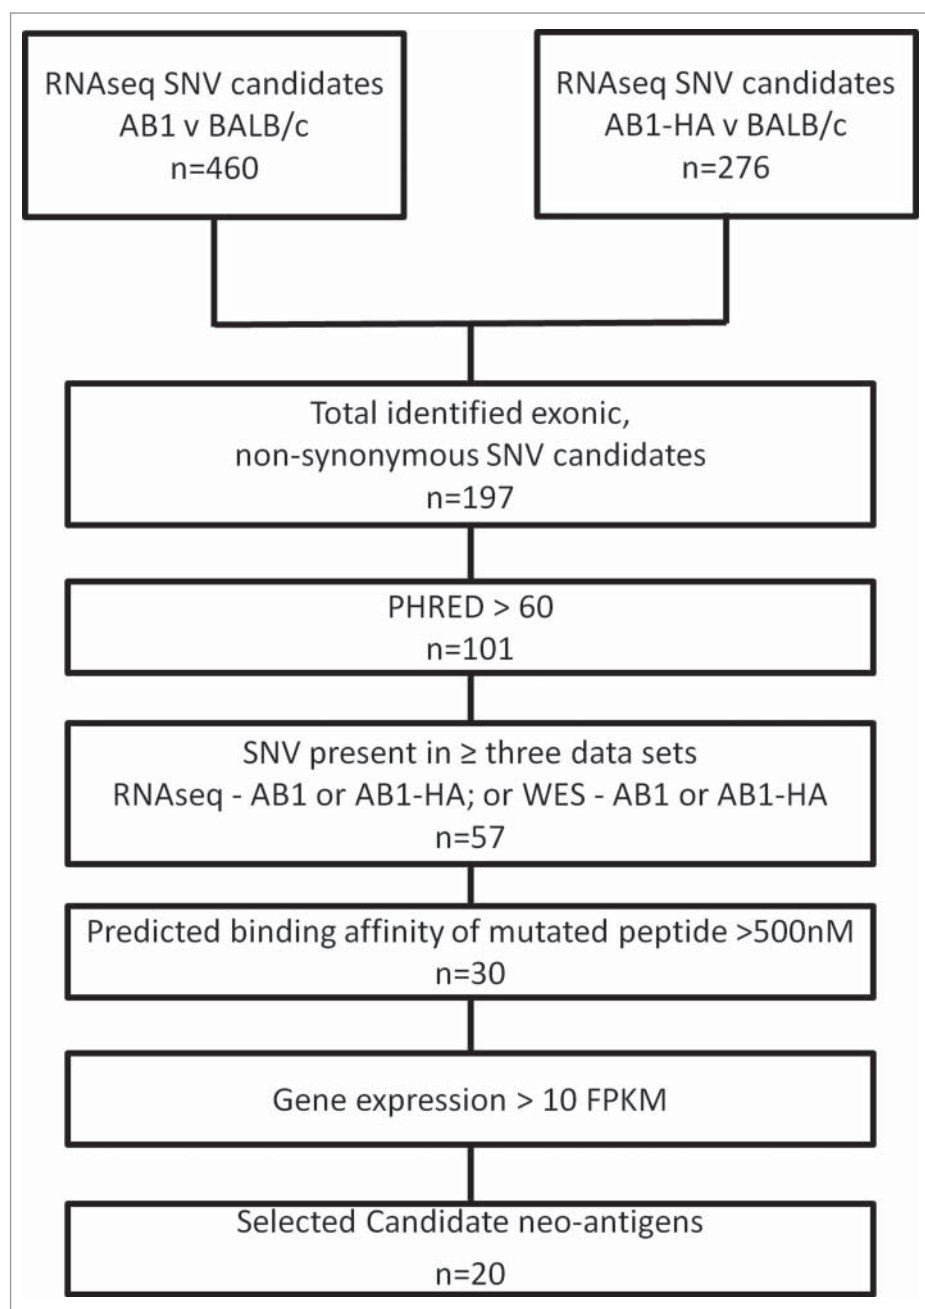 RNAseq SNV candidates
AB1 v BALB/c
n=460
RNAseq SNV candidates
AB1-HA v BALB/c
n=276
Total identified exonic,
non-synonymous SNV candidates
n=197
PHRED > 60
n=101
SNV present in ≥ three data sets
RNAseq - AB1 or AB1-HA; or WES - AB1 or AB1-HA
n=57
Predicted binding affinity of mutated peptide >500nM
n=30
Gene expression > 10 FPKM
Selected Candidate neo-antigens
n=20